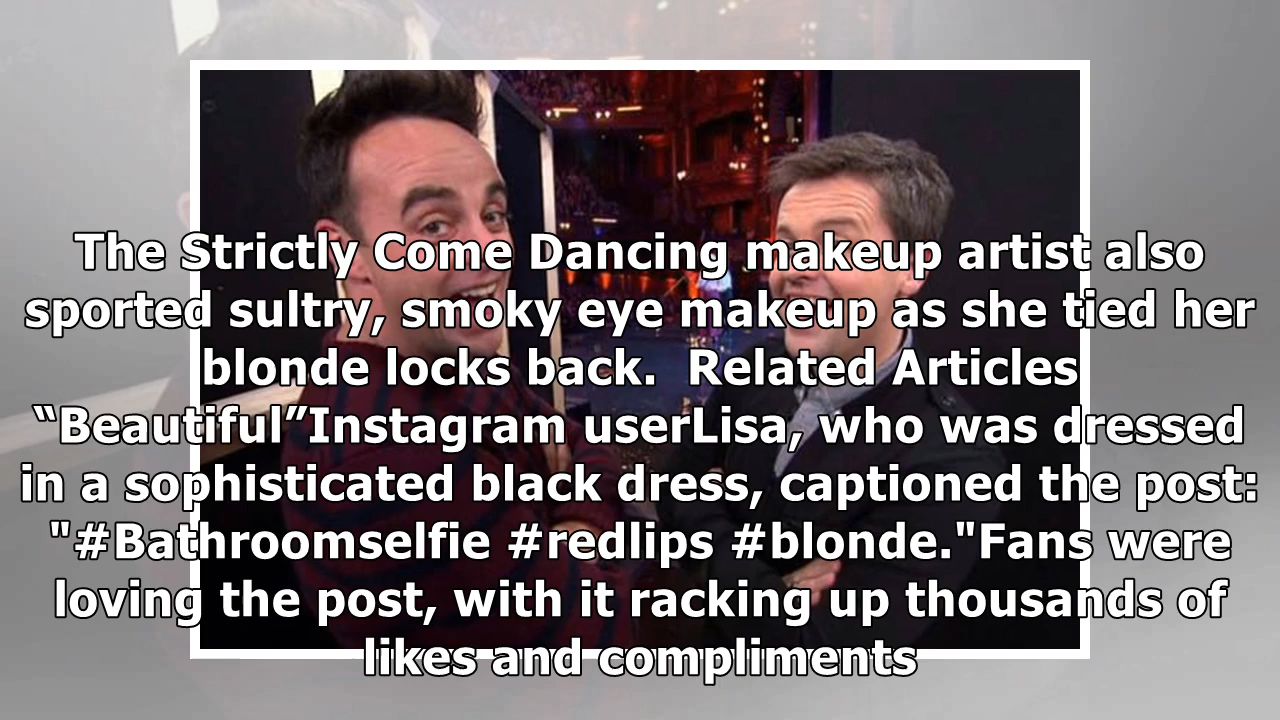 The Strictly Come Dancing makeup artist also
sported sultry, smoky eye makeup as she tied her
blonde locks back.  Related Articles
“Beautiful”Instagram userLisa, who was dressed
in a sophisticated black dress, captioned the post:
"#Bathroomselfie #redlips #blonde."Fans were
loving the post, with it racking up thousands of
likes and compliments